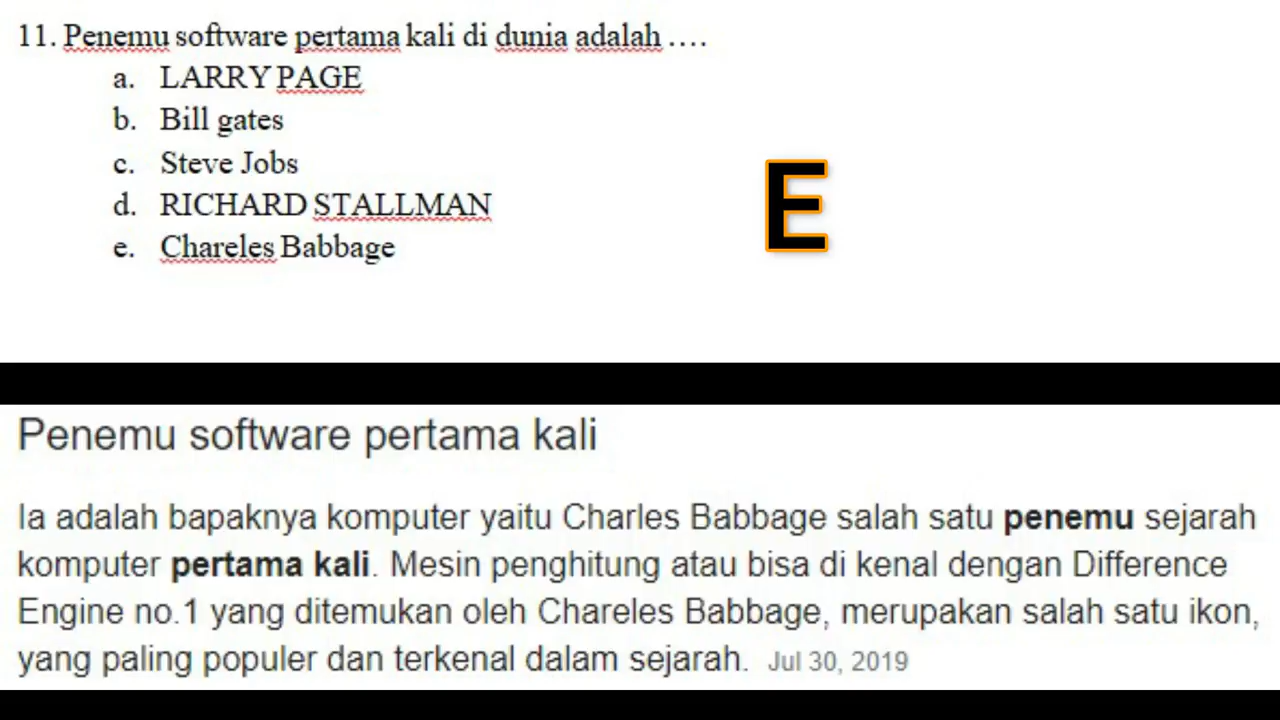 11. Penemu software pertama kali di dunia adalah ....
a. LARRY PAGE
b. Bill gates
c. Steve Jobs
d. RICHARD STALLMAN
e. Chareles Babbage
E
Penemu software pertama kali
Ia adalah bapaknya komputer yaitu Charles Babbage salah satu penemu sejarah
komputer pertama kali. Mesin penghitung atau bisa di kenal dengan Difference
Engine no.1 yang ditemukan oleh Chareles Babbage, merupakan salah satu ikon,
yang paling populer dan terkenal dalam sejarah. Jul 30, 2019